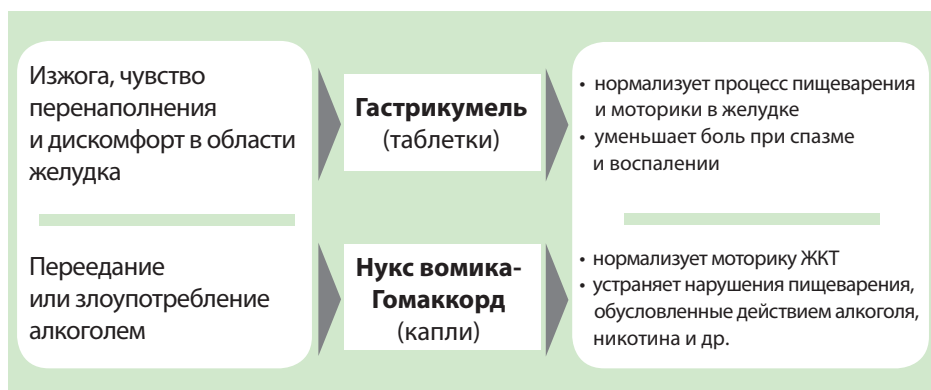 Изжога, чувство
перенаполнения
и дискомфорт в области
желудка
Гастрикумель
(таблетки)
• нормализует процесс пищеварения
и моторики в желудке
• уменьшает боль при спазме
и воспалении
Переедание
или злоупотребление
алкоголем
Нукс вомика-
Гомаккорд
(капли)
• нормализует моторику ЖКТ
• устраняет нарушения пищеварения,
обусловленные действием алкоголя,
никотина и др.